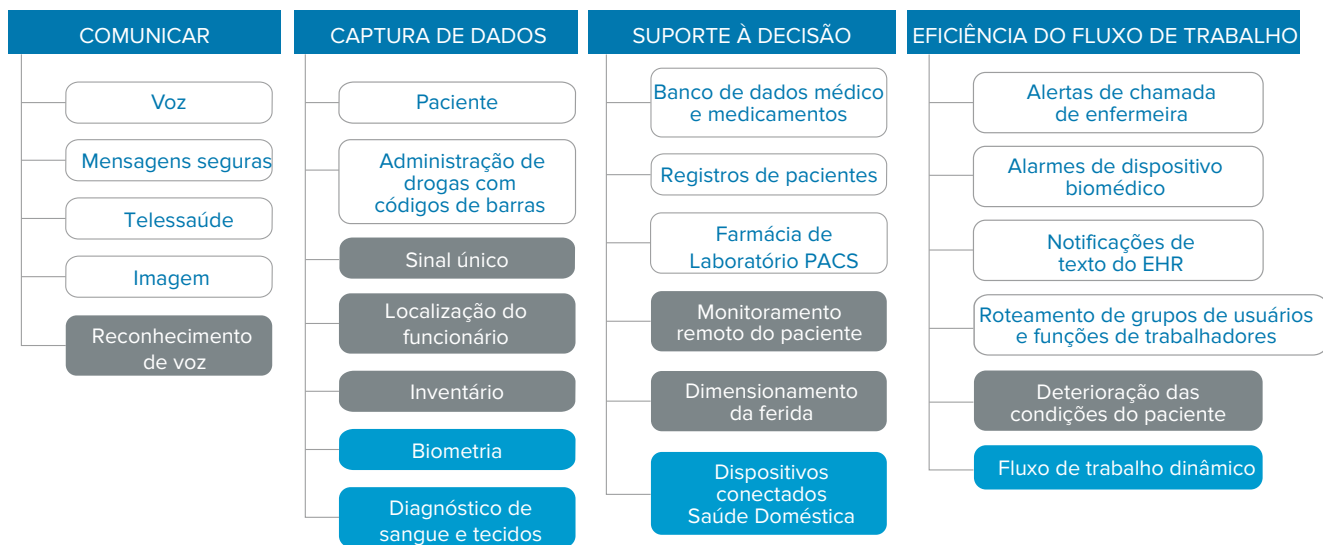 COMUNICAR
Voz
Mensagens seguras
Telessaúde
Imagem
Reconhecimento
de voz
CAPTURA DE DADOS
Paciente
Administração de
drogas com
códigos de barras
Sinal único
Localização do
funcionário
Inventário
Biometria
Diagnóstico de
sangue e tecidos
SUPORTE À DECISÃO
Banco de dados médico
e medicamentos
Registros de pacientes
Farmácia de
Laboratório PACS
Monitoramento
remoto do paciente
Dimensionamento
da ferida
Dispositivos
conectados
Saúde Doméstica
EFICIÊNCIA DO FLUXO DE TRABALHO
Alertas de chamada
de enfermeira
Alarmes de dispositivo
biomédico
Notificações de
texto do EHR
Roteamento de grupos de usuários
e funções de trabalhadores
Deterioração das
condições do paciente
Fluxo de trabalho dinâmico